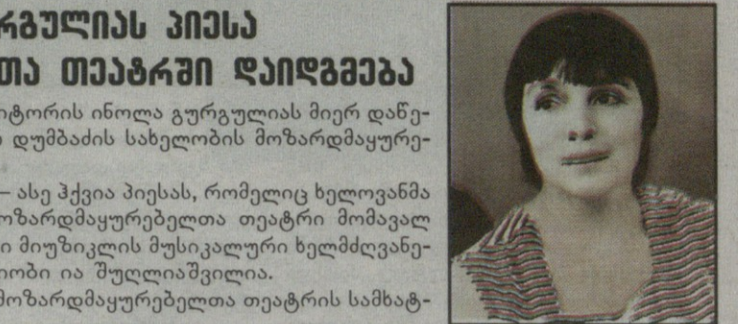 რგულიას პიესა
თა თეატრში დაიდგმება
იტორის ინოლა გურგულიას მიერ დაწე-
დუმბაძის სახელობის მოზარდმაყურე-
– ასე ჰქვია პიესას, რომელიც ხელოვანმა
ოზარდმაყურებელთა თეატრი მომავალ
ი მიუზიკლის მუსიკალური ხელმძღვანე-
იობი ია შუღლიაშვილია.
მოზარდმაყურებელთა თეატრის სამხატ-